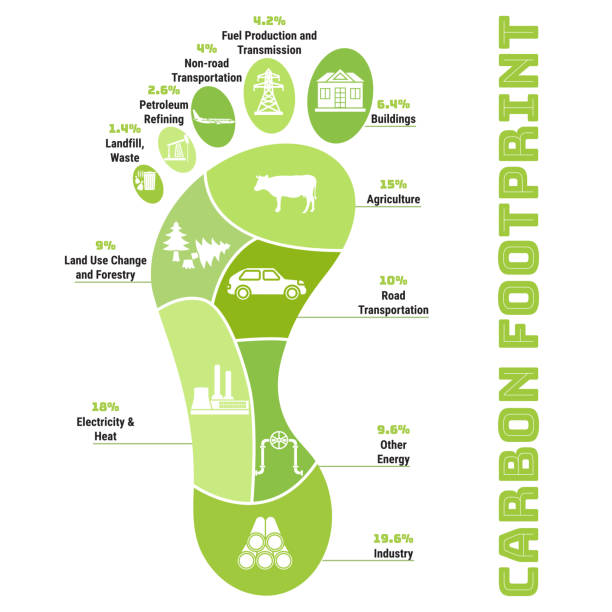 4.2%
Fuel Production and
Transmission
4%
Non-road
Transportation
2.6%
Petroleum
Refining
1.4%
Landfill,
Waste
6.4%
Buildings
15%
Agriculture
9%
Land Use Change
and Forestry
10%
Road
Transportation
18%
Electricity &
Heat
9.6%
Other
Energy
19.6%
Industry
CARBON FOOTPRINT